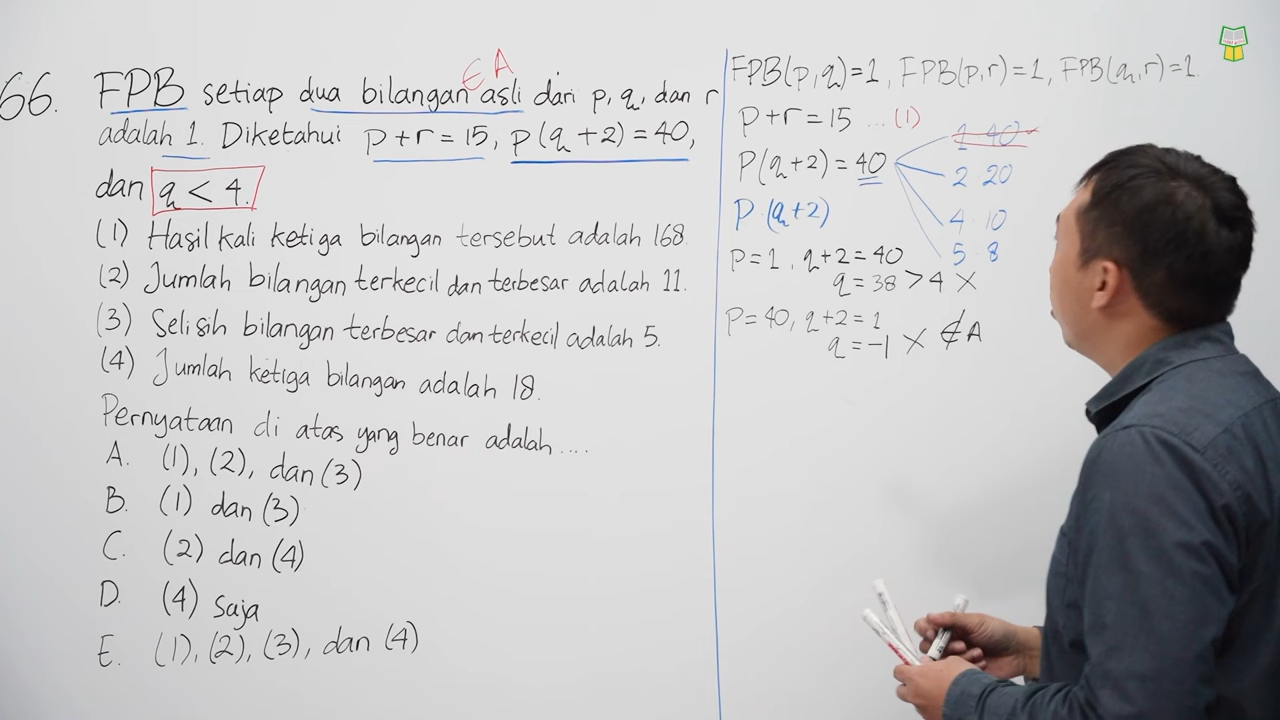 66. FPB setiap dua bilangan asli dari p, q, dan r
∈ A
adalah 1. Diketahui p + r = 15, p (q + 2) = 40,
dan q < 4.
(1) Hasil kali ketiga bilangan tersebut adalah 168.
(2) Jumlah bilangan terkecil dan terbesar adalah 11.
(3) Selisih bilangan terbesar dan terkecil adalah 5.
(4) Jumlah ketiga bilangan adalah 18.
Pernyataan di atas yang benar adalah ....
A. (1), (2), dan (3)
B. (1) dan (3)
C. (2) dan (4)
D. (4) saja
E. (1), (2), (3), dan (4)
FPB(p,q)=1, FPB(p,r)=1, FPB(q,r)=1.
p + r = 15 ... (1)
p(q+2) = 40
1 40
2 20
4 10
5 8
p (q+2)
p = 1, q+2 = 40
q = 38 > 4 ×
p = 40, q+2 = 1
q = -1 × ∉ A